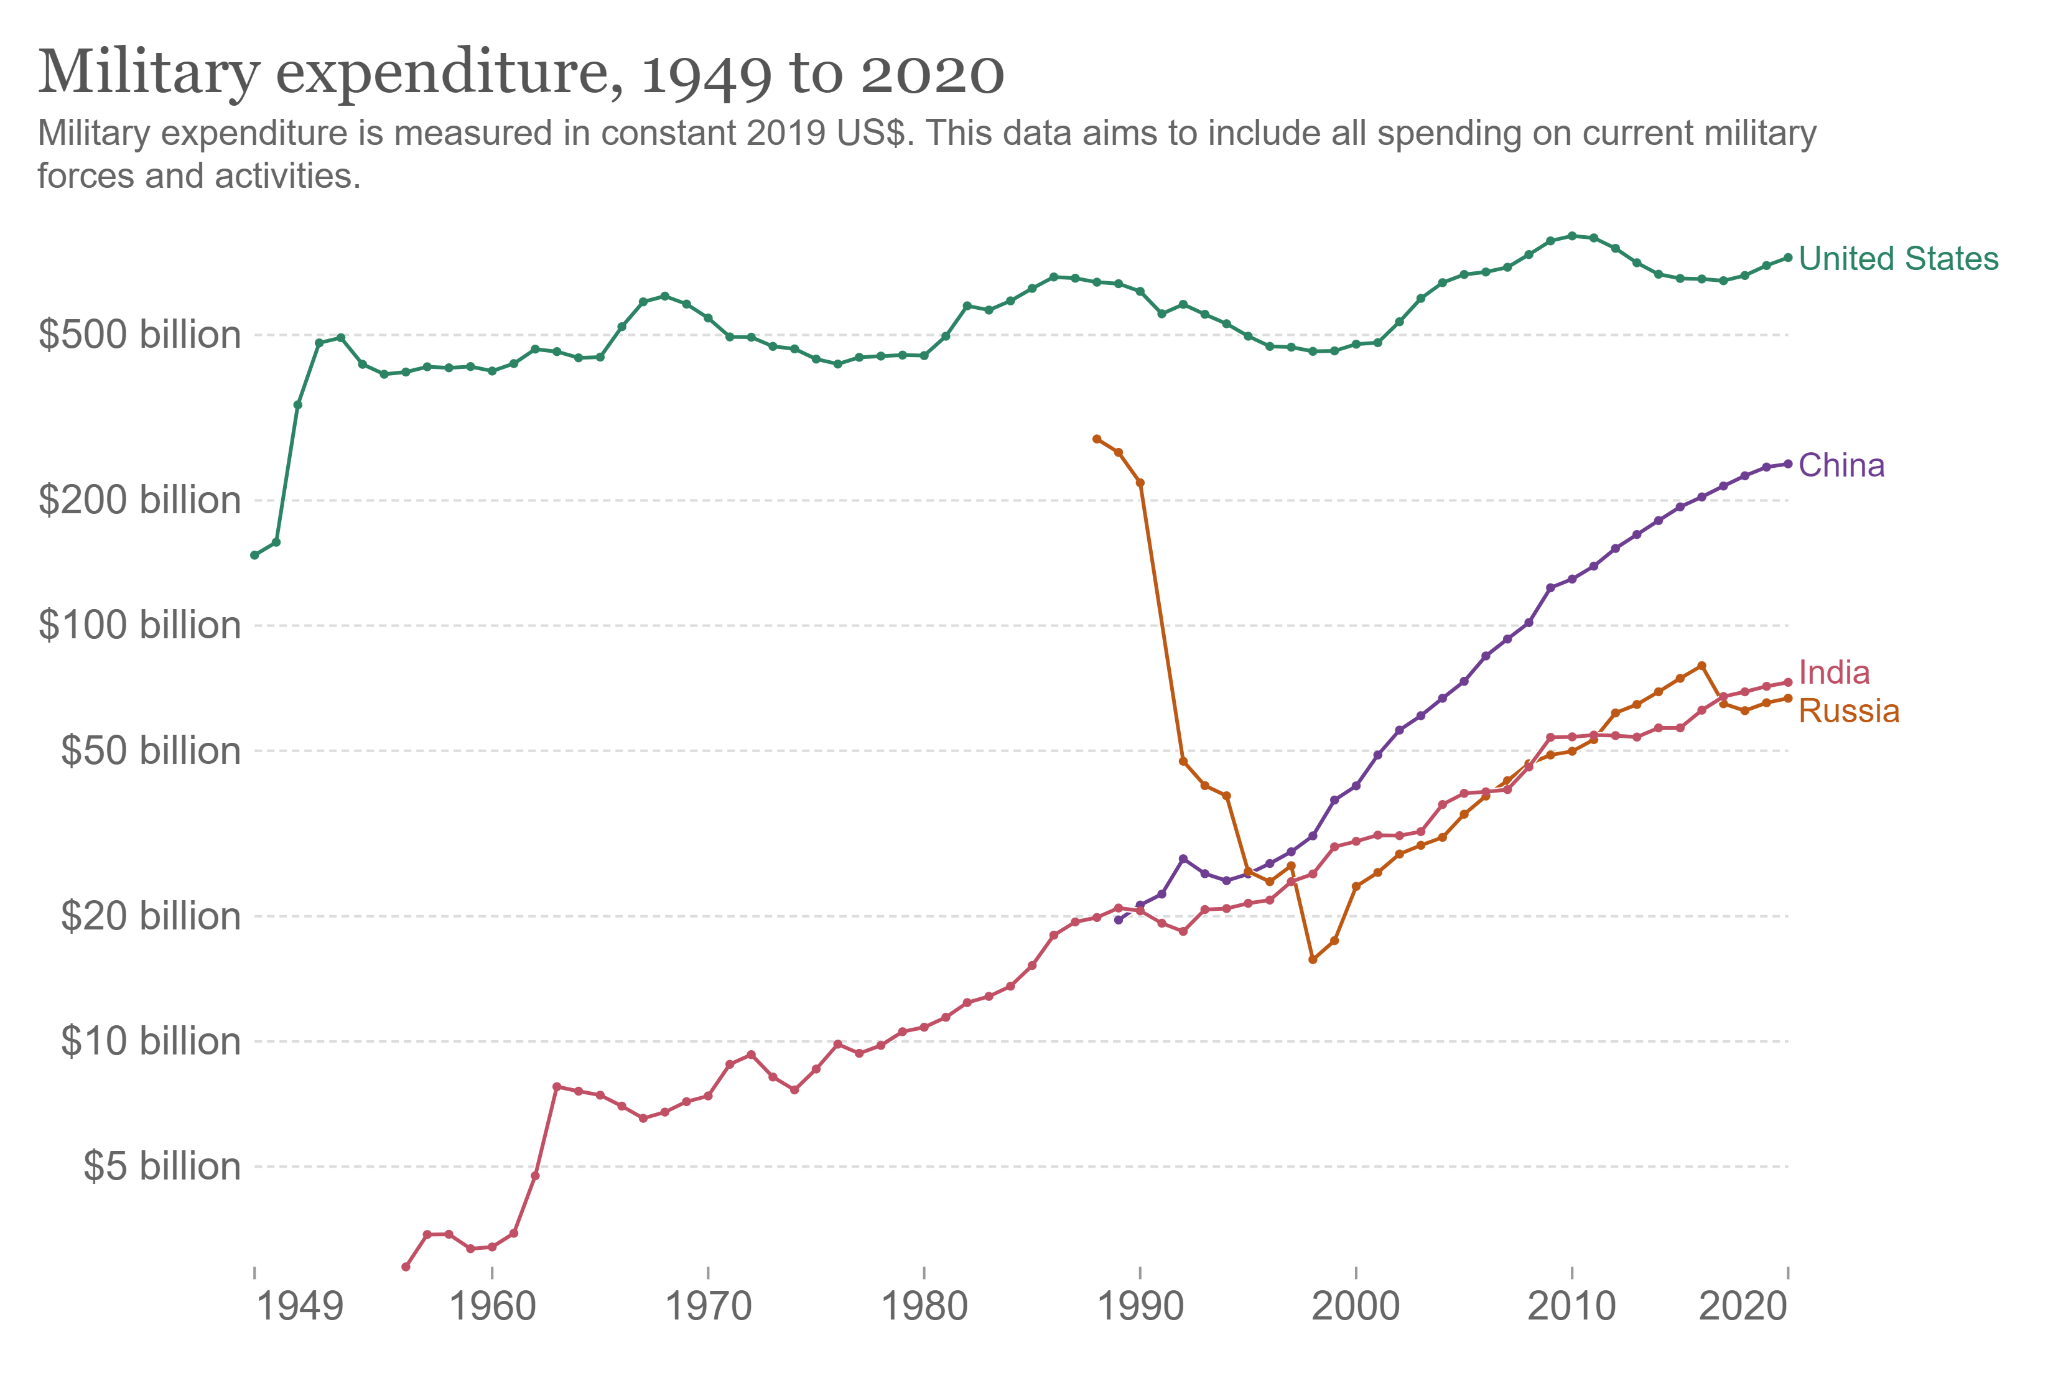 Military expenditure, 1949 to 2020
Military expenditure is measured in constant 2019 US$. This data aims to include all spending on current military
forces and activities.
United States
$500 billion
China
$200 billion
$100 billion
India
Russia
$50 billion
$20 billion
$10 billion
$5 billion
1949 1960 1970 1980 1990 2000 2010 2020